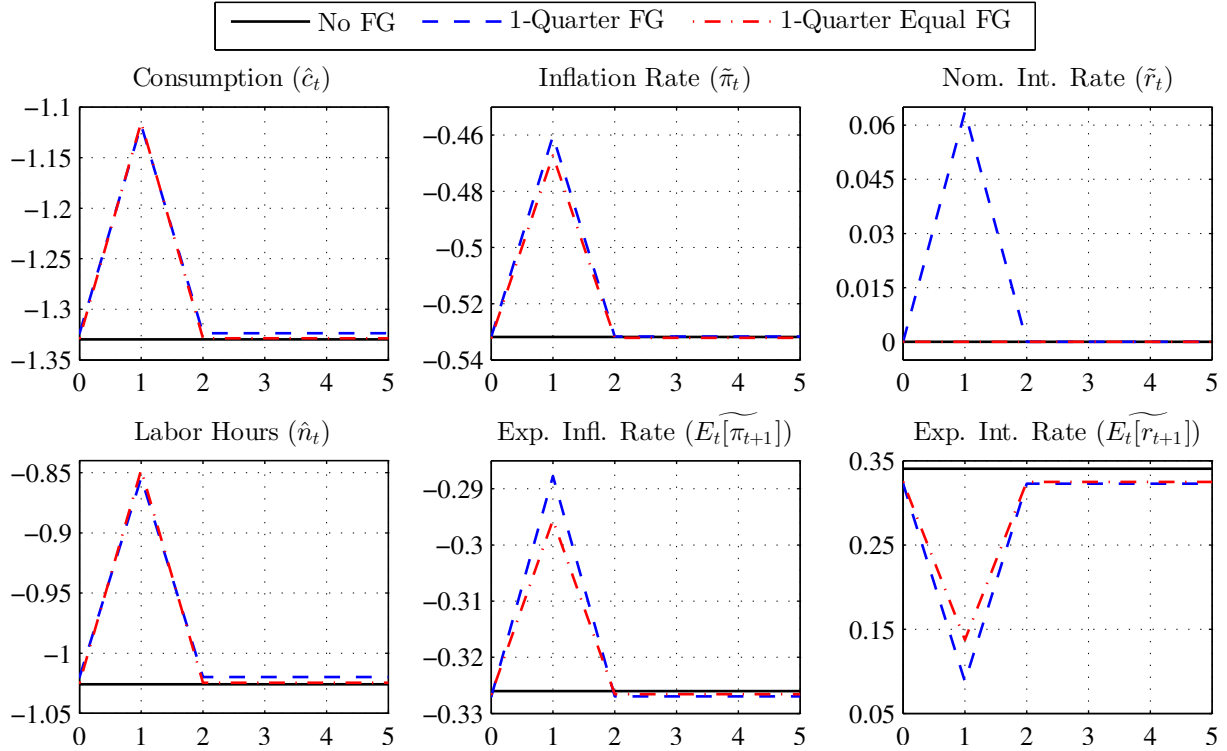 No FG 1-Quarter FG 1-Quarter Equal FG
Consumption (ĉ_t) Inflation Rate (π̃_t) Nom. Int. Rate (r̃_t)
−1.1 −0.46 0.06
−1.15 −0.48 0.045
−1.2 −0.5 0.03
−1.25 −0.52 0.015
−1.3 −0.54 0
−1.35
0 1 2 3 4 5 0 1 2 3 4 5 0 1 2 3 4 5
Labor Hours (n̂_t) Exp. Infl. Rate (E_t[π_{t+1}]) Exp. Int. Rate (E_t[r_{t+1}])
−0.85 −0.29 0.35
−0.9 −0.3 0.25
−0.95 −0.31 0.15
−1 −0.32 0.05
−1.05 −0.33
0 1 2 3 4 5 0 1 2 3 4 5 0 1 2 3 4 5